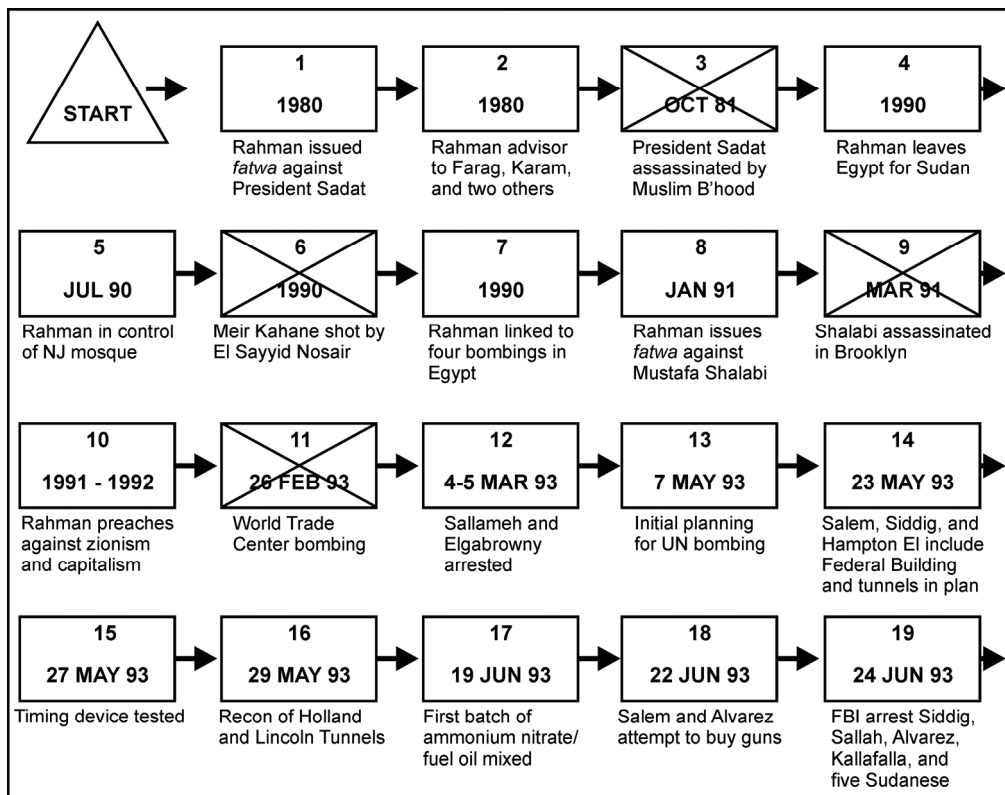 START
1
1980
Rahman issued
fatwa against
President Sadat
2
1980
Rahman advisor
to Farag, Karam,
and two others
3
OCT 81
President Sadat
assassinated by
Muslim B'hood
4
1990
Rahman leaves
Egypt for Sudan
5
JUL 90
Rahman in control
of NJ mosque
6
1990
Meir Kahane shot by
El Sayyid Nosair
7
1990
Rahman linked to
four bombings in
Egypt
8
JAN 91
Rahman issues
fatwa against
Mustafa Shalabi
9
MAR 91
Shalabi assassinated
in Brooklyn
10
1991 - 1992
Rahman preaches
against zionism
and capitalism
11
26 FEB 93
World Trade
Center bombing
12
4-5 MAR 93
Sallameh and
Elgabrowny
arrested
13
7 MAY 93
Initial planning
for UN bombing
14
23 MAY 93
Salem, Siddig, and
Hampton El include
Federal Building
and tunnels in plan
15
27 MAY 93
Timing device tested
16
29 MAY 93
Recon of Holland
and Lincoln Tunnels
17
19 JUN 93
First batch of
ammonium nitrate/
fuel oil mixed
18
22 JUN 93
Salem and Alvarez
attempt to buy guns
19
24 JUN 93
FBI arrest Siddig,
Sallah, Alvarez,
Kallafalla, and
five Sudanese